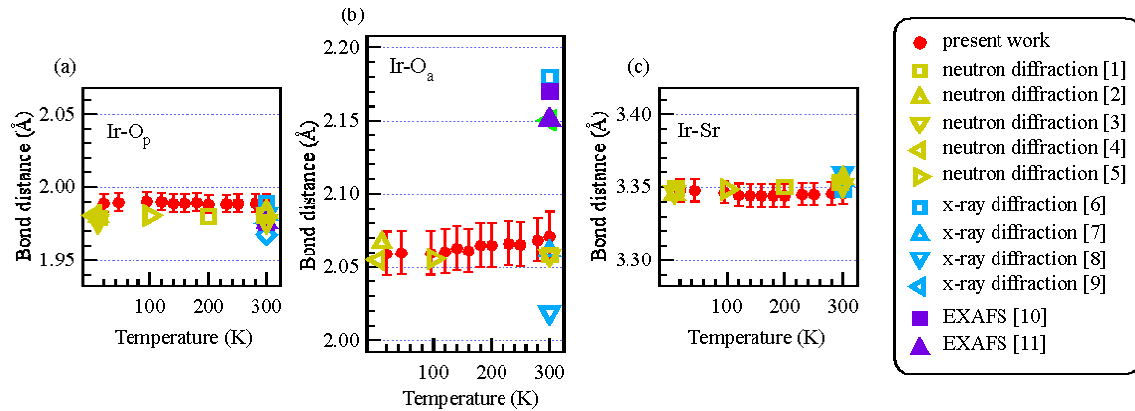 (a)
Bond distance (Å)
2.05
2.00
1.95
Ir-Op
100
200
300
Temperature (K)
(b)
Bond distance (Å)
2.20
2.15
2.10
2.05
2.00
Ir-Oa
100
200
300
Temperature (K)
(c)
Bond distance (Å)
3.40
3.35
3.30
Ir-Sr
100
200
300
Temperature (K)
present work
neutron diffraction [1]
neutron diffraction [2]
neutron diffraction [3]
neutron diffraction [4]
neutron diffraction [5]
x-ray diffraction [6]
x-ray diffraction [7]
x-ray diffraction [8]
x-ray diffraction [9]
EXAFS [10]
EXAFS [11]